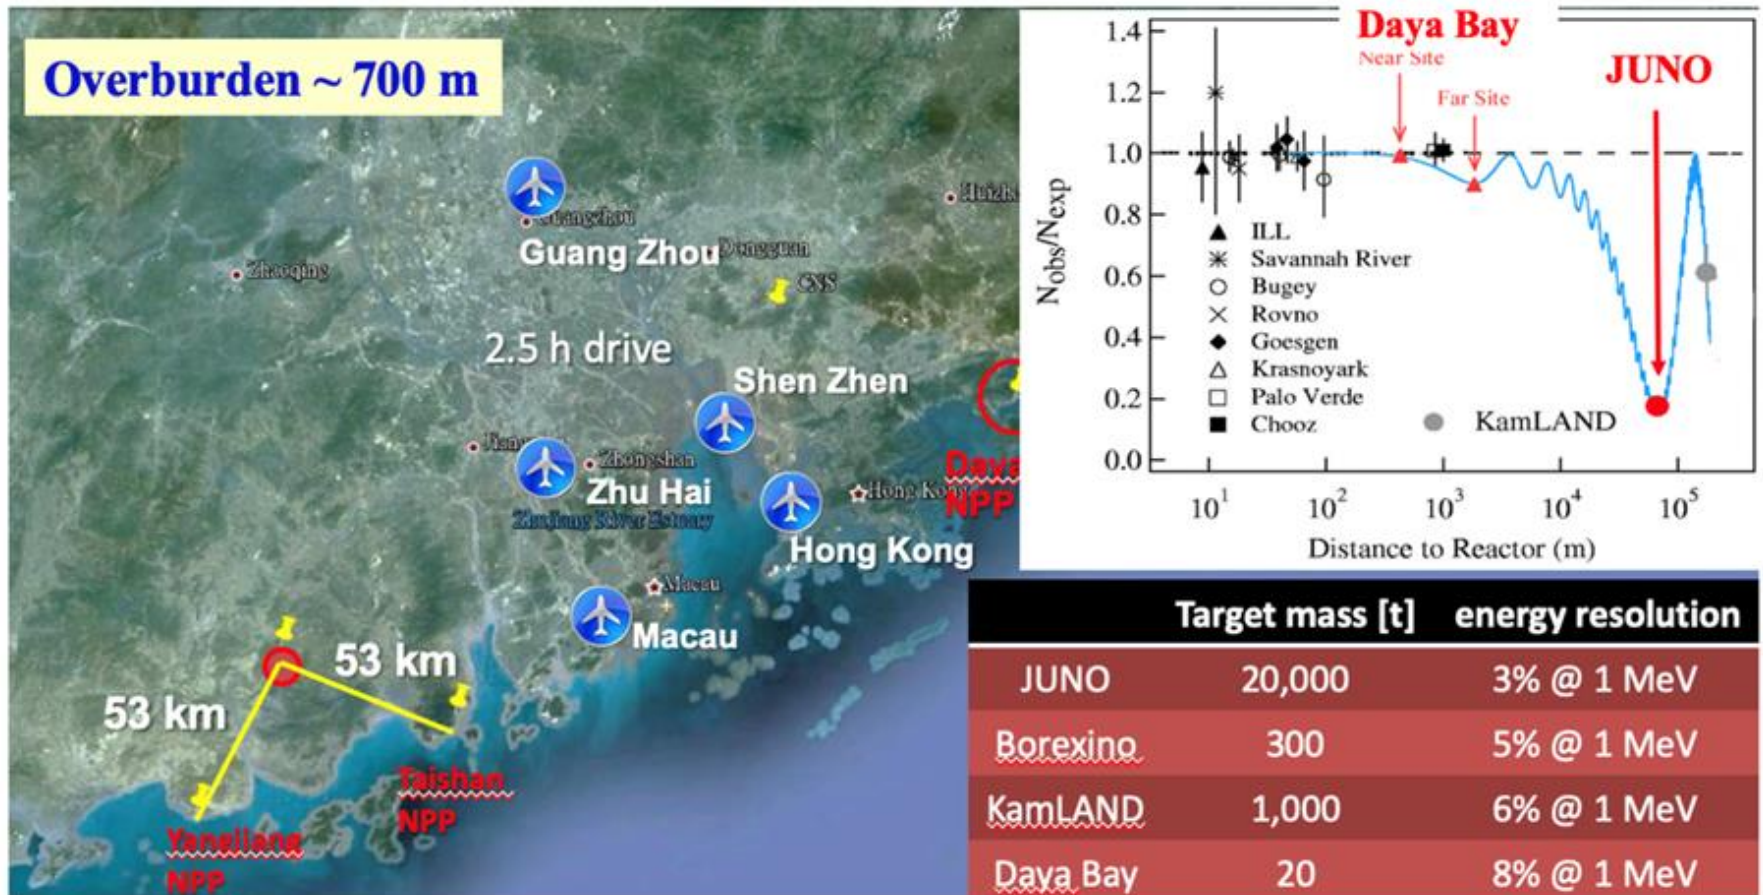 Overburden ~ 700 m
Guangzhou
Guang Zhou
Dongguan
Zhaoqing
CNS
2.5 h drive
Shen Zhen
Zhongshan
Zhu Hai
Zhujiang River Estuary
Hong Kong
Hong Kong
Macau
Macau
53 km
53 km
Taishan
NPP
NPP
Daya
NPP
Daya Bay
Near Site
Far Site
JUNO
1.4
1.2
1.0
0.8
0.6
0.4
0.2
0.0
Nobs/Nexp
ILL
Savannah River
Bugey
Rovno
Goesgen
Krasnoyark
Palo Verde
Chooz
KamLAND
10¹ 10² 10³ 10⁴ 10⁵
Distance to Reactor (m)
Target mass [t] energy resolution
JUNO 20,000 3% @ 1 MeV
Borexino 300 5% @ 1 MeV
KamLAND 1,000 6% @ 1 MeV
Daya Bay 20 8% @ 1 MeV